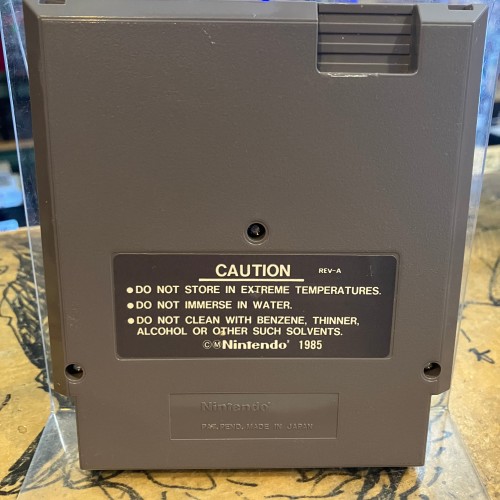 CAUTION REV-A
●DO NOT STORE IN EXTREME TEMPERATURES.
●DO NOT IMMERSE IN WATER.
●DO NOT CLEAN WITH BENZENE, THINNER,
ALCOHOL OR OTHER SUCH SOLVENTS.
©ⓂNintendo® 1985
Nintendo®
PAT. PEND. MADE IN JAPAN